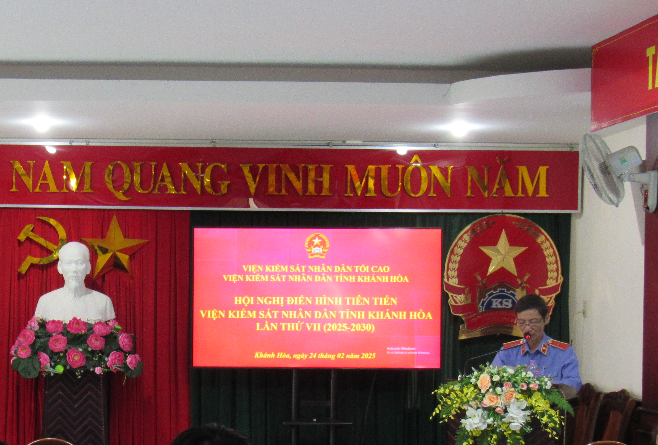 NAM QUANG VINH MUÔN NĂM
VIỆN KIỂM SÁT NHÂN DÂN TỐI CAO
VIỆN KIỂM SÁT NHÂN DÂN TỈNH KHÁNH HÒA
HỘI NGHỊ ĐIỂN HÌNH TIÊN TIẾN
VIỆN KIỂM SÁT NHÂN DÂN TỈNH KHÁNH HÒA
LẦN THỨ VII (2025-2030)
Khánh Hòa, ngày 24 tháng 02 năm 2025
KS